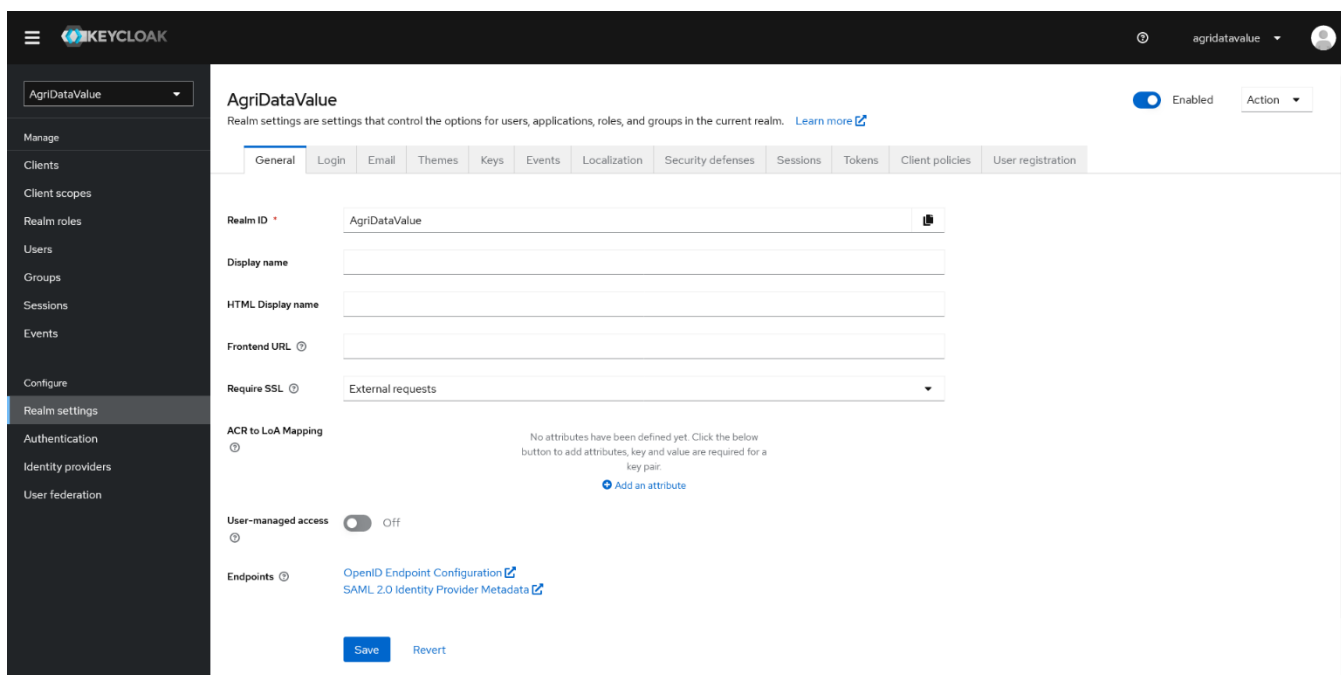 KEYCLOAK
agridatavalue
AgriDataValue
Manage
Clients
Client scopes
Realm roles
Users
Groups
Sessions
Events
Configure
Realm settings
Authentication
Identity providers
User federation
AgriDataValue
Enabled
Action
Realm settings are settings that control the options for users, applications, roles, and groups in the current realm. Learn more
General Login Email Themes Keys Events Localization Security defenses Sessions Tokens Client policies User registration
Realm ID * AgriDataValue
Display name
HTML Display name
Frontend URL
Require SSL External requests
ACR to LoA Mapping
No attributes have been defined yet. Click the below
button to add attributes, key and value are required for a
key pair.
Add an attribute
User-managed access Off
Endpoints OpenID Endpoint Configuration
SAML 2.0 Identity Provider Metadata
Save Revert